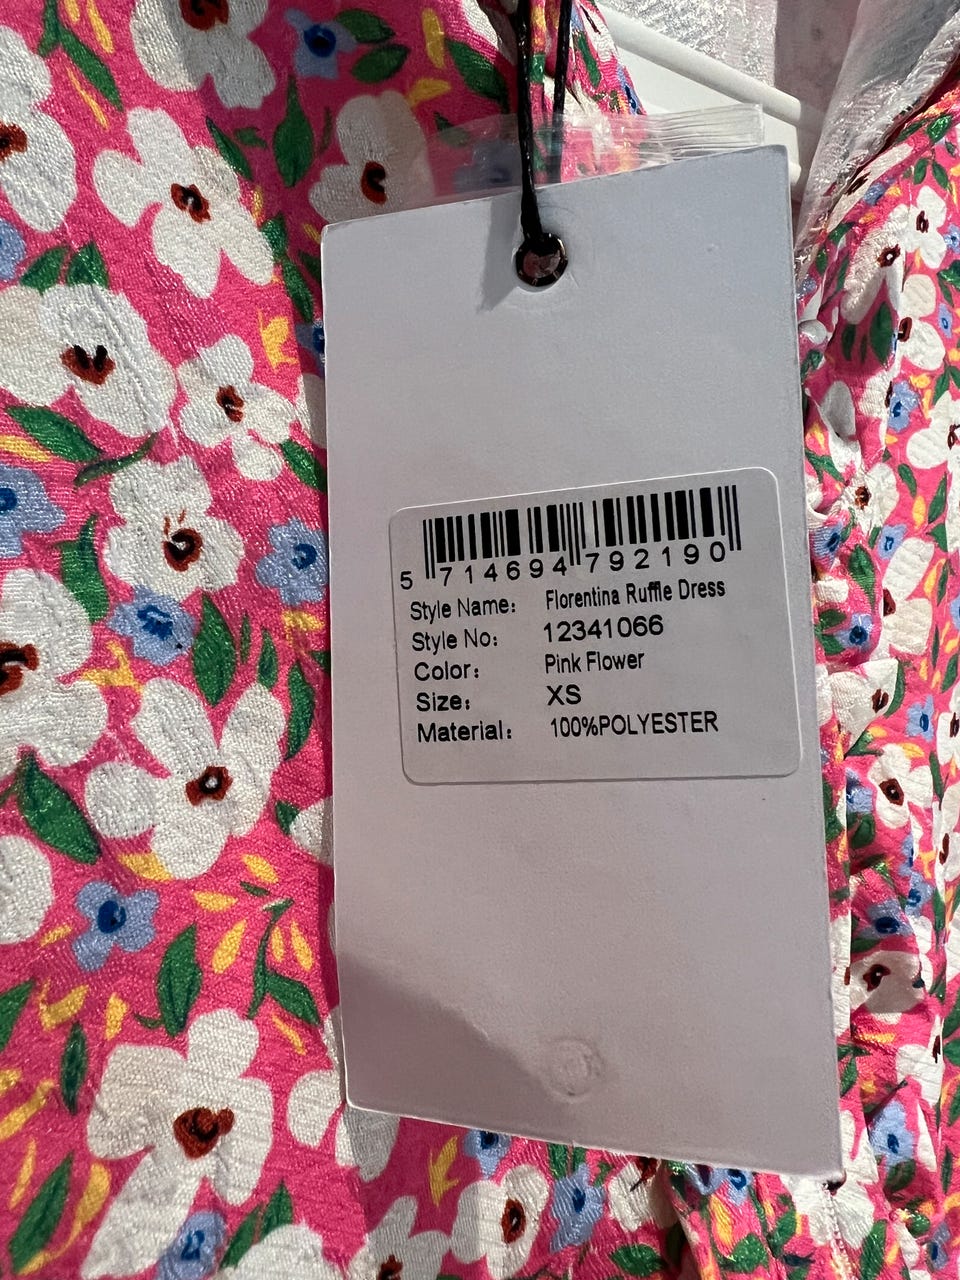 5 714694 792190
Style Name: Florentina Ruffle Dress
Style No: 12341066
Color: Pink Flower
Size: XS
Material: 100%POLYESTER